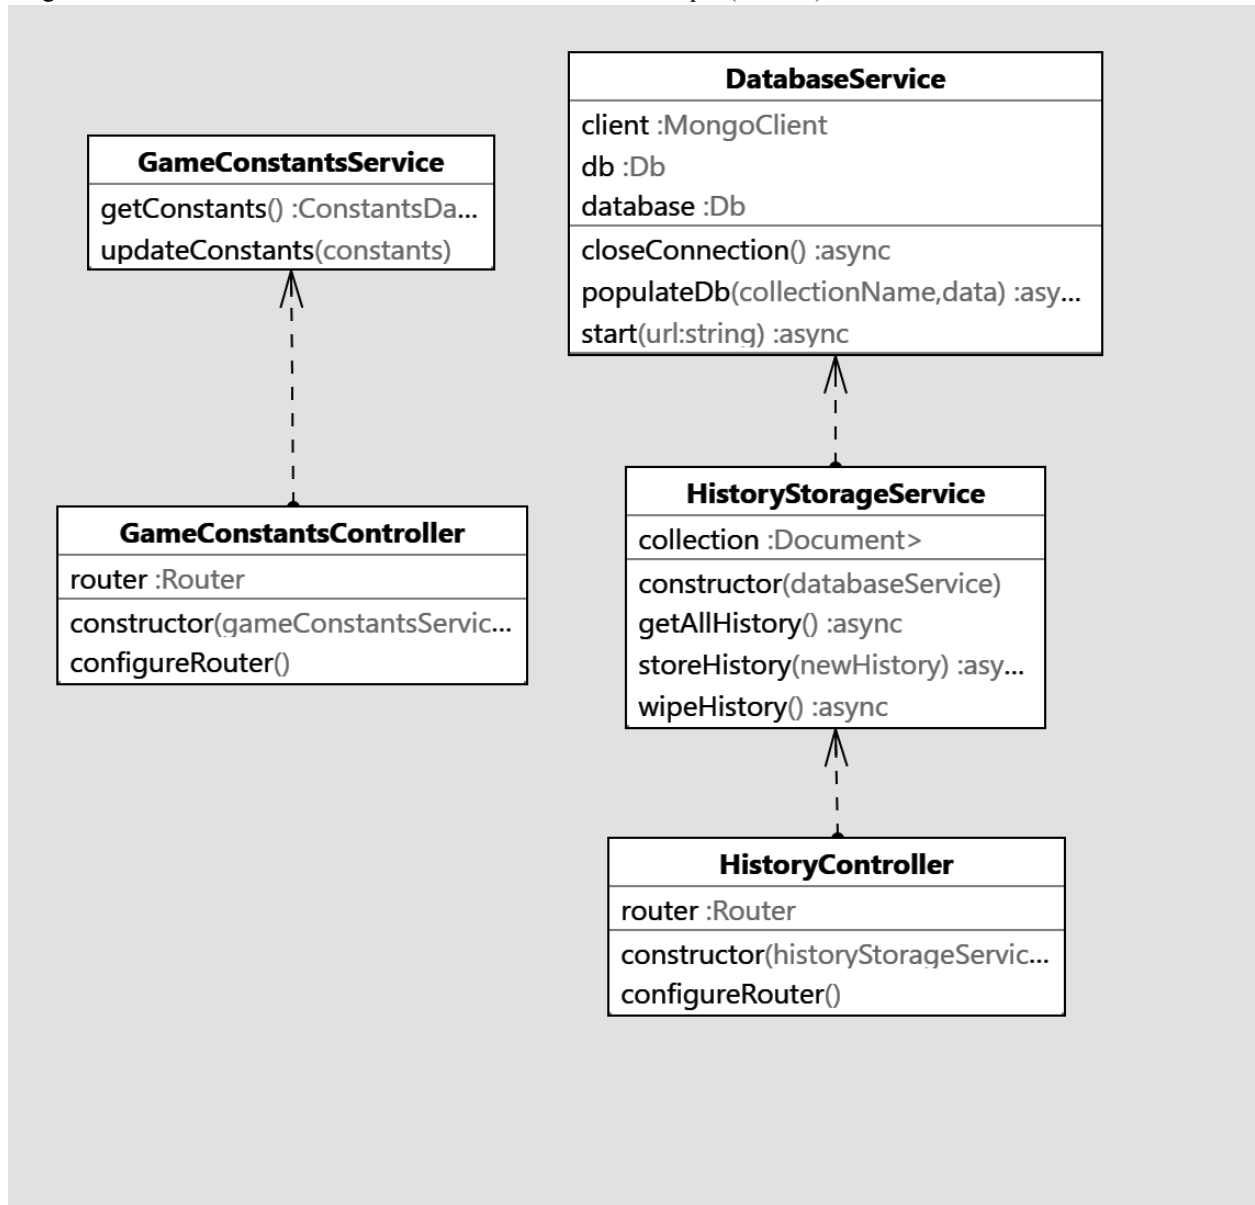 GameConstantsService
getConstants() :ConstantsDa...
updateConstants(constants)
DatabaseService
client :MongoClient
db :Db
database :Db
closeConnection() :async
populateDb(collectionName,data) :asy...
start(url:string) :async
GameConstantsController
router :Router
constructor(gameConstantsServic...
configureRouter()
HistoryStorageService
collection :Document>
constructor(databaseService)
getAllHistory() :async
storeHistory(newHistory) :asy...
wipeHistory() :async
HistoryController
router :Router
constructor(historyStorageServic...
configureRouter()